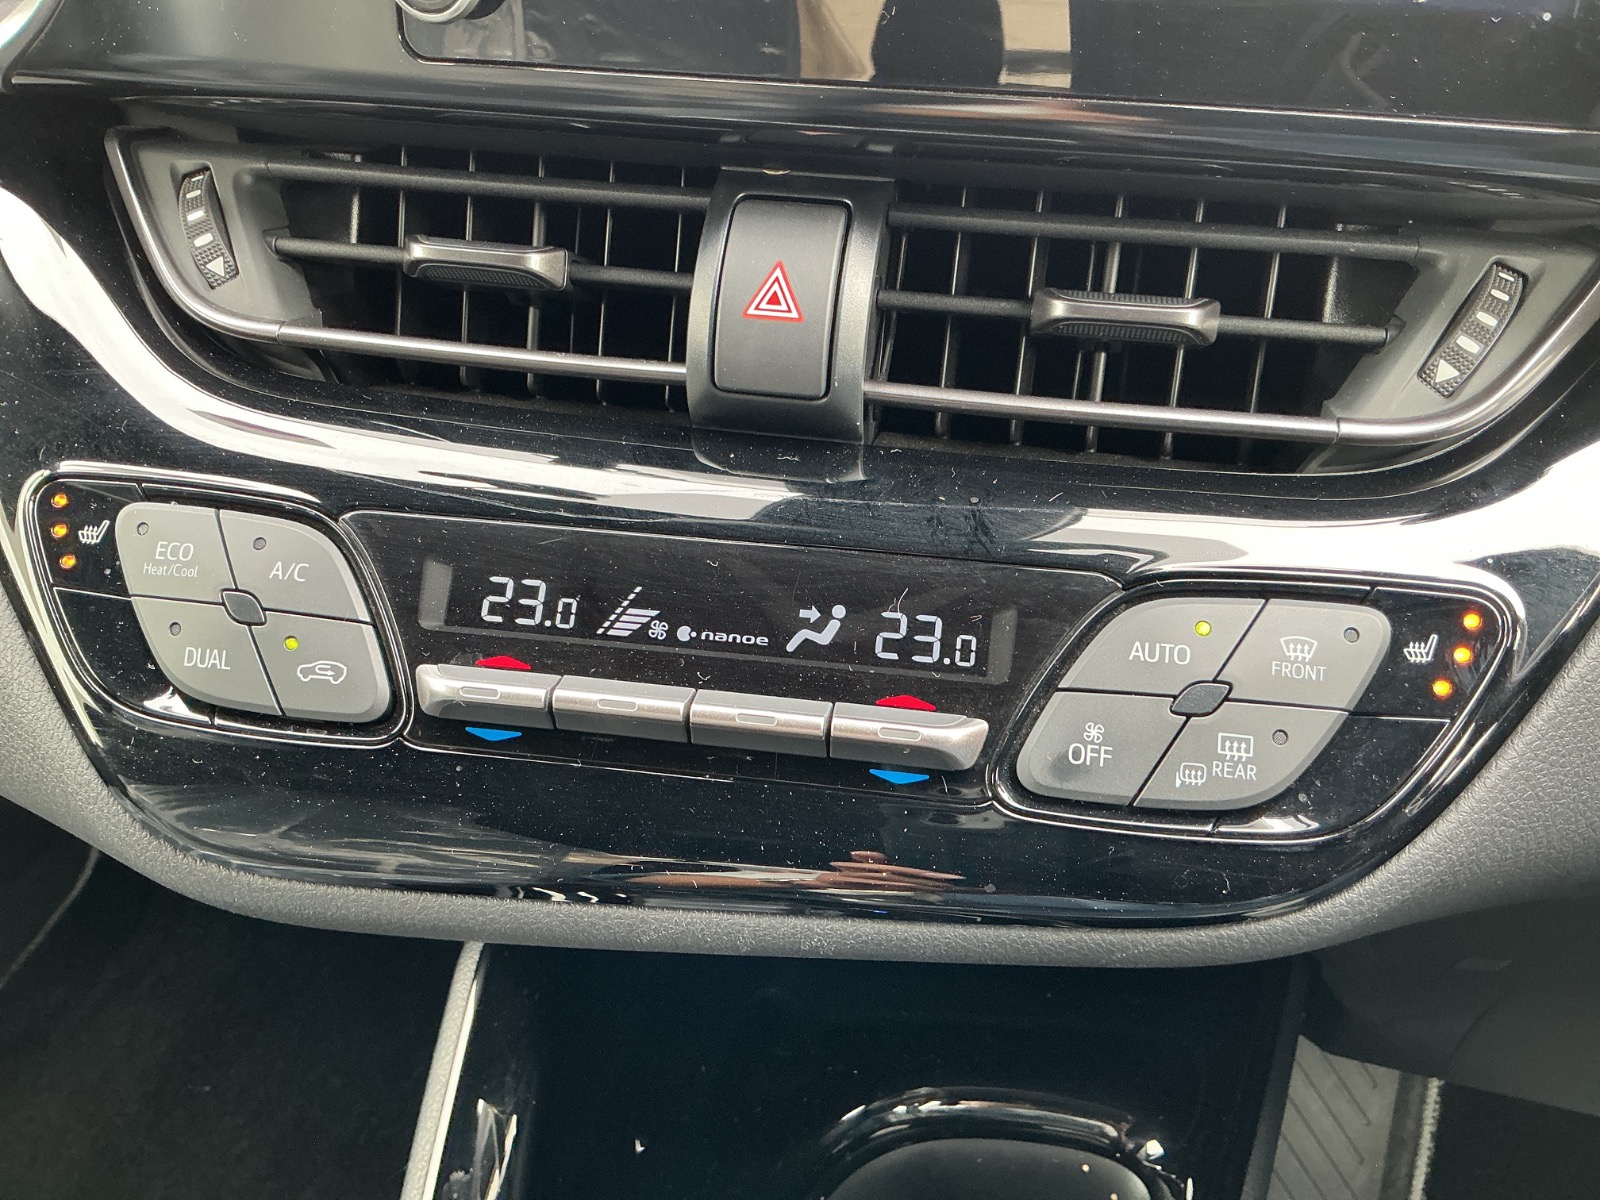 ECO
Heat/Cool
A/C
DUAL
23.0
nanoe
23.0
AUTO
FRONT
OFF
REAR